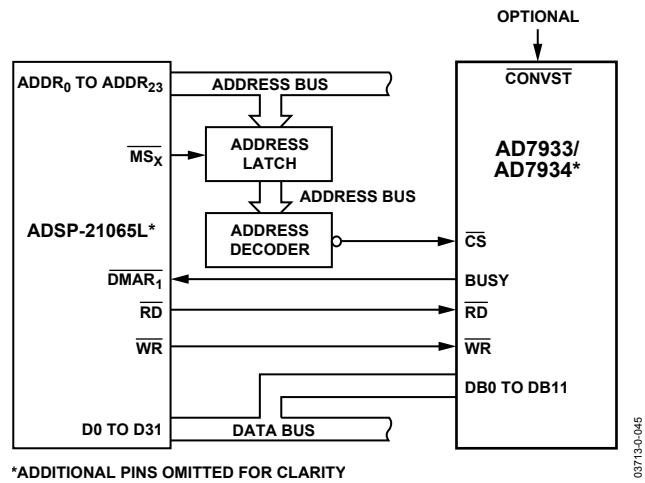 OPTIONAL
ADDR0 TO ADDR23
ADDRESS BUS
CONVST
MSX
ADDRESS
LATCH
AD7933/
AD7934*
ADDRESS BUS
ADSP-21065L*
ADDRESS
DECODER
CS
DMAR1
BUSY
RD
RD
WR
WR
DB0 TO DB11
D0 TO D31
DATA BUS
*ADDITIONAL PINS OMITTED FOR CLARITY
03713-0-045